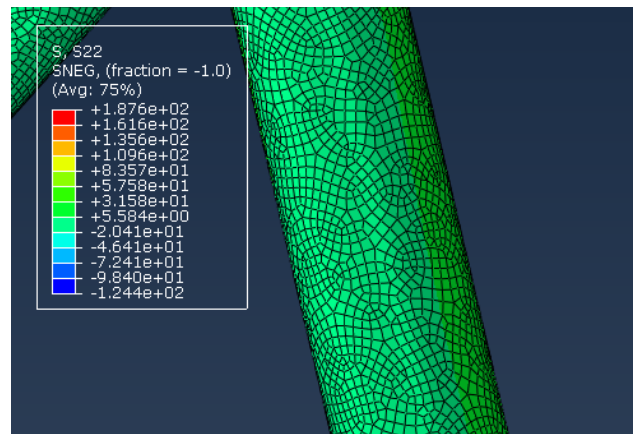 S, S22
SNEG, (fraction = -1.0)
(Avg: 75%)
+1.876e+02
+1.616e+02
+1.356e+02
+1.096e+02
+8.357e+01
+5.758e+01
+3.158e+01
+5.584e+00
-2.041e+01
-4.641e+01
-7.241e+01
-9.840e+01
-1.244e+02